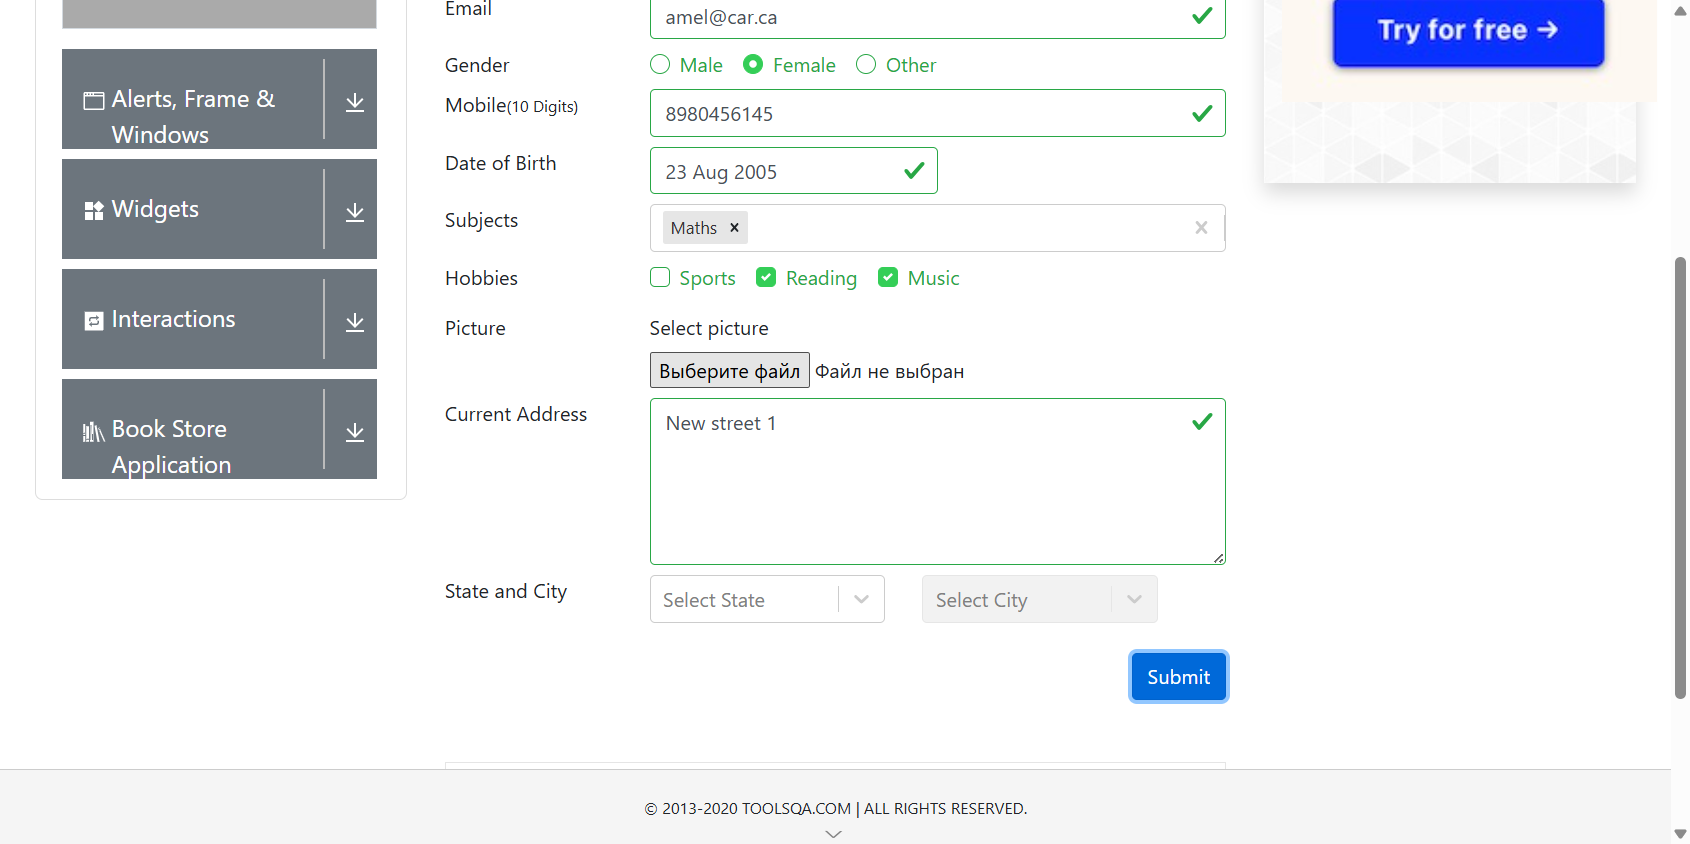 Email
amel@car.ca
Try for free →
Gender
Male
Female
Other
Alerts, Frame &
Windows
Mobile(10 Digits)
8980456145
Date of Birth
23 Aug 2005
Widgets
Subjects
Maths ×
Hobbies
Sports
Reading
Music
Interactions
Picture
Select picture
Выберите файл Файл не выбран
Current Address
New street 1
Book Store
Application
State and City
Select State
Select City
Submit
© 2013-2020 TOOLSQA.COM | ALL RIGHTS RESERVED.